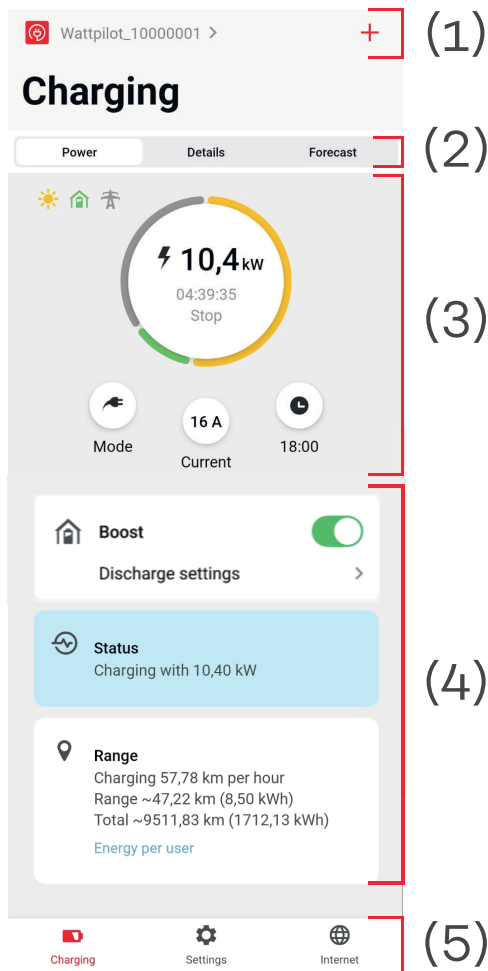 Wattpilot_10000001
(1)
Charging
Power Details Forecast
(2)
10,4 kW
04:39:35
Stop
(3)
Mode
16 A
Current
18:00
Boost
Discharge settings
Status
Charging with 10,40 kW
(4)
Range
Charging 57,78 km per hour
Range ~47,22 km (8,50 kWh)
Total ~9511,83 km (1712,13 kWh)
Energy per user
Charging Settings Internet
(5)